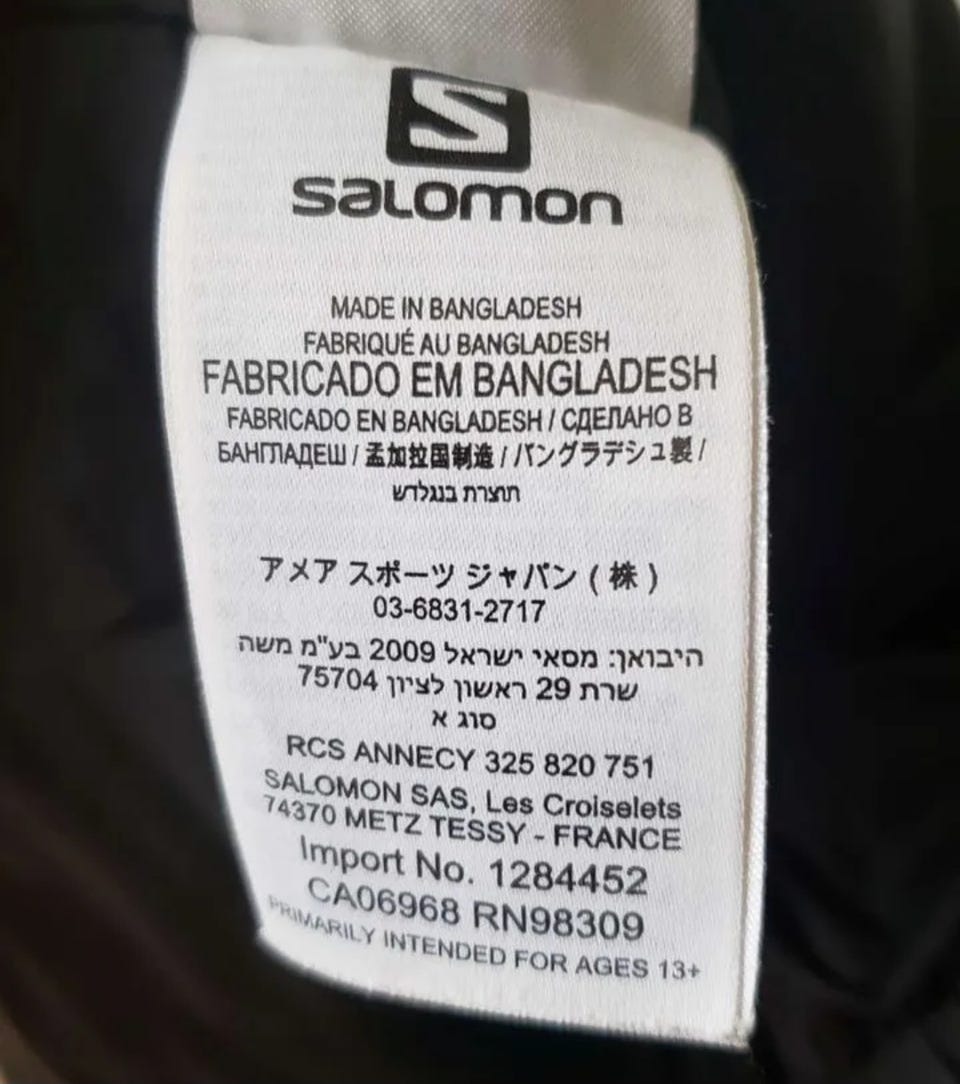 S
SALOMON
MADE IN BANGLADESH
FABRIQUÉ AU BANGLADESH
FABRICADO EM BANGLADESH
FABRICADO EN BANGLADESH / СДЕЛАНО В
БАНГЛАДЕШ / 孟加拉国制造 / バングラデシュ製 /
תוצרת בנגלדש
アメア スポーツ ジャパン ( 株 )
03-6831-2717
היבואן: מסאי ישראל 2009 בע"מ משה
שרת 29 ראשון לציון 75704
סוג א
RCS ANNECY 325 820 751
SALOMON SAS, Les Croiselets
74370 METZ TESSY - FRANCE
Import No. 1284452
CA06968 RN98309
PRIMARILY INTENDED FOR AGES 13+